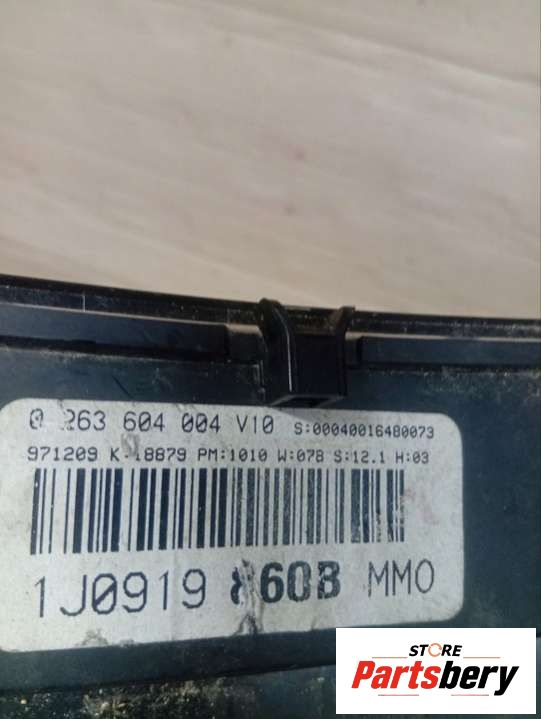 0 263 604 004 V10 S:00040016480073
971209 K 18879 PM:1010 W:078 S:12.1 H:03
1J0919 860B MMO
STORE
Partsbery